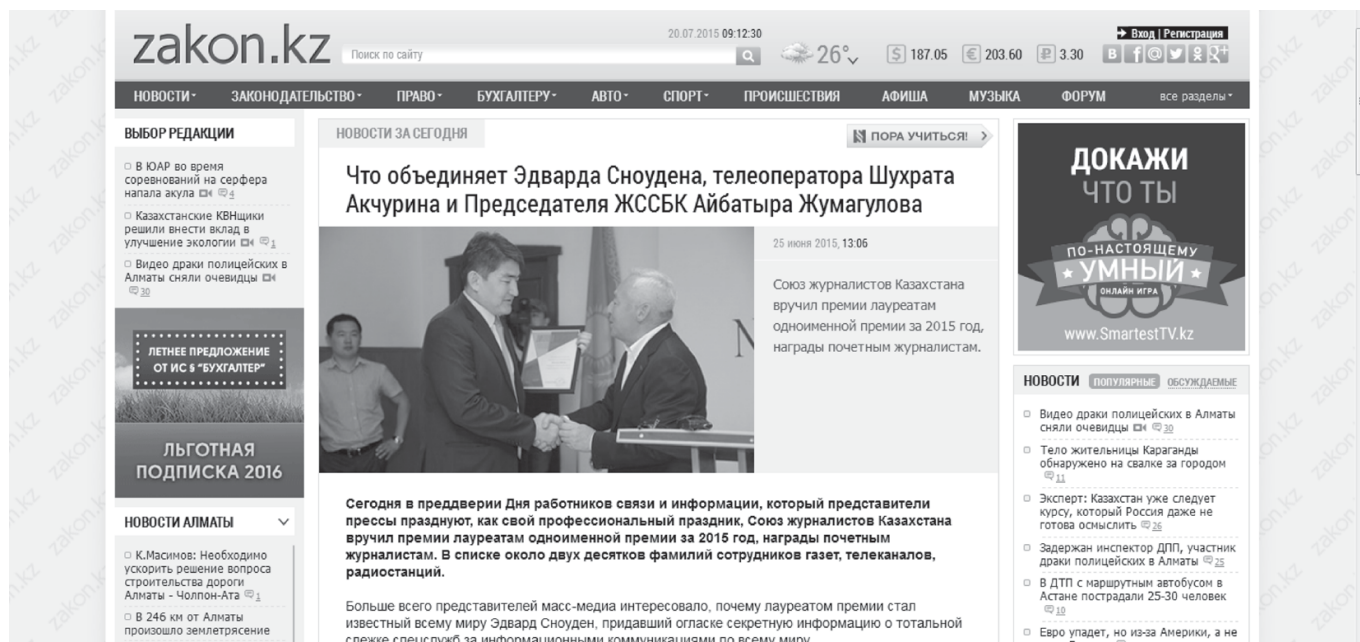 zakon.kz
Поиск по сайту
20.07.2015 09:12:30
26°
$ 187.05 € 203.60 ₽ 3.30
Вход | Регистрация
НОВОСТИ ЗАКОНОДАТЕЛЬСТВО ПРАВО БУХГАЛТЕРУ АВТО СПОРТ ПРОИСШЕСТВИЯ АФИША МУЗЫКА ФОРУМ все разделы
ВЫБОР РЕДАКЦИИ
В ЮАР во время
соревнований на серфера
напала акула 4
Казахстанские КВНщики
решили внести вклад в
улучшение экологии 1
Видео драки полицейских в
Алматы сняли очевидцы
30
ЛЕТНЕЕ ПРЕДЛОЖЕНИЕ
ОТ ИС § "БУХГАЛТЕР"
ЛЬГОТНАЯ
ПОДПИСКА 2016
НОВОСТИ АЛМАТЫ
К.Масимов: Необходимо
ускорить решение вопроса
строительства дороги
Алматы - Чолпон-Ата 1
В 246 км от Алматы
произошло землетрясение
НОВОСТИ ЗА СЕГОДНЯ
ПОРА УЧИТЬСЯ!
Что объединяет Эдварда Сноудена, телеоператора Шухрата
Акчурина и Председателя ЖССБК Айбатыра Жумагулова
25 июня 2015, 13:06
Союз журналистов Казахстана
вручил премии лауреатам
одноименной премии за 2015 год,
награды почетным журналистам.
Сегодня в преддверии Дня работников связи и информации, который представители
прессы празднуют, как свой профессиональный праздник, Союз журналистов Казахстана
вручил премии лауреатам одноименной премии за 2015 год, награды почетным
журналистам. В списке около двух десятков фамилий сотрудников газет, телеканалов,
радиостанций.
Больше всего представителей масс-медиа интересовало, почему лауреатом премии стал
известный всему миру Эдвард Сноуден, придавший огласке секретную информацию о тотальной
слежке спецслужб за информационными коммуникациями по всему миру.
ДОКАЖИ
ЧТО ТЫ
ПО-НАСТОЯЩЕМУ
УМНЫЙ
ОНЛАЙН ИГРА
www.SmartestTV.kz
НОВОСТИ ПОПУЛЯРНЫЕ ОБСУЖДАЕМЫЕ
Видео драки полицейских в Алматы
сняли очевидцы 30
Тело жительницы Караганды
обнаружено на свалке за городом
11
Эксперт: Казахстан уже следует
курсу, который Россия даже не
готова осмыслить 26
Задержан инспектор ДПП, участник
драки полицейских в Алматы 25
В ДТП с маршрутным автобусом в
Астане пострадали 25-30 человек
10
Евро упадет, но из-за Америки, а не